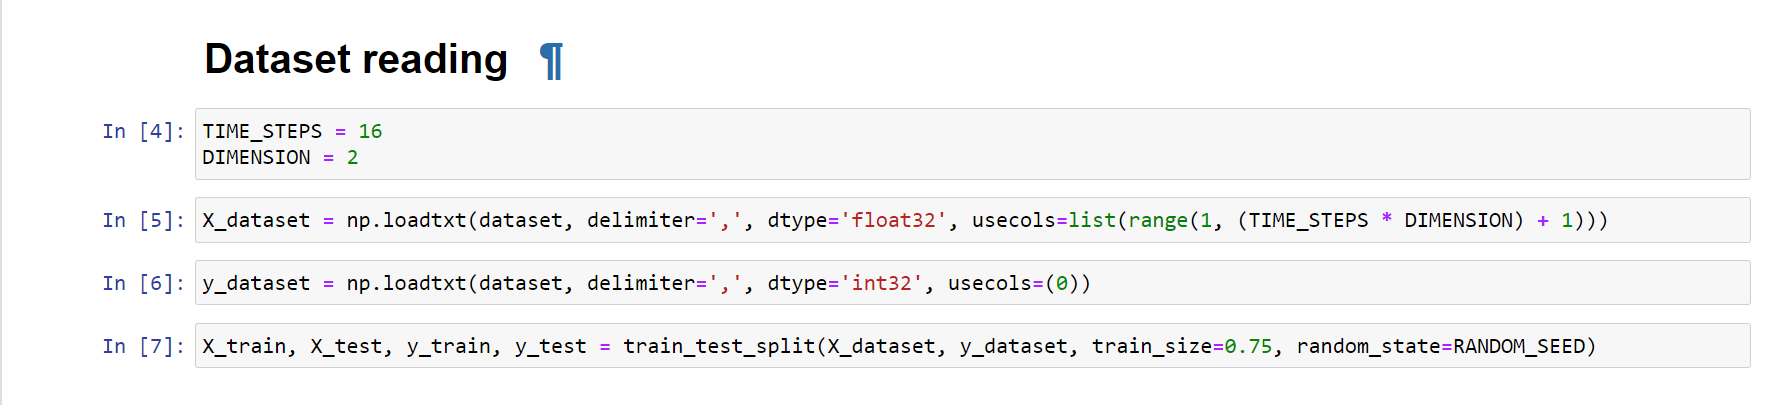 Dataset reading ¶
In [4]: TIME_STEPS = 16
DIMENSION = 2
In [5]: X_dataset = np.loadtxt(dataset, delimiter=',', dtype='float32', usecols=list(range(1, (TIME_STEPS * DIMENSION) + 1)))
In [6]: y_dataset = np.loadtxt(dataset, delimiter=',', dtype='int32', usecols=(0))
In [7]: X_train, X_test, y_train, y_test = train_test_split(X_dataset, y_dataset, train_size=0.75, random_state=RANDOM_SEED)